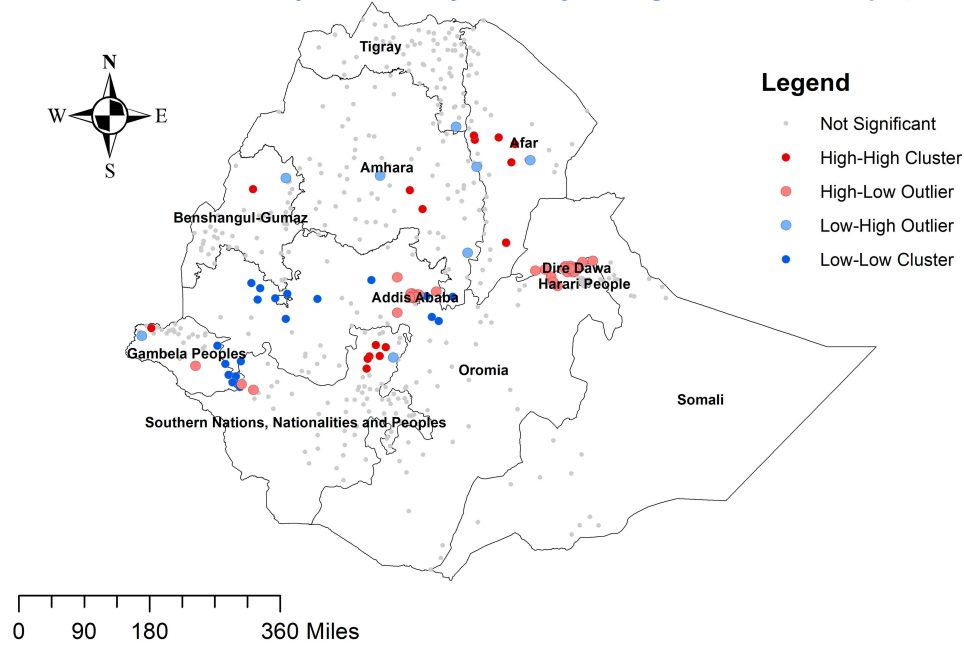 Tigray
N
W
E
S
Legend
Not Significant
High-High Cluster
High-Low Outlier
Low-High Outlier
Low-Low Cluster
Afar
Amhara
Benshangul-Gumaz
Dire Dawa
Harari People
Addis Ababa
Gambela Peoples
Oromia
Somali
Southern Nations, Nationalities and Peoples
0 90 180 360 Miles